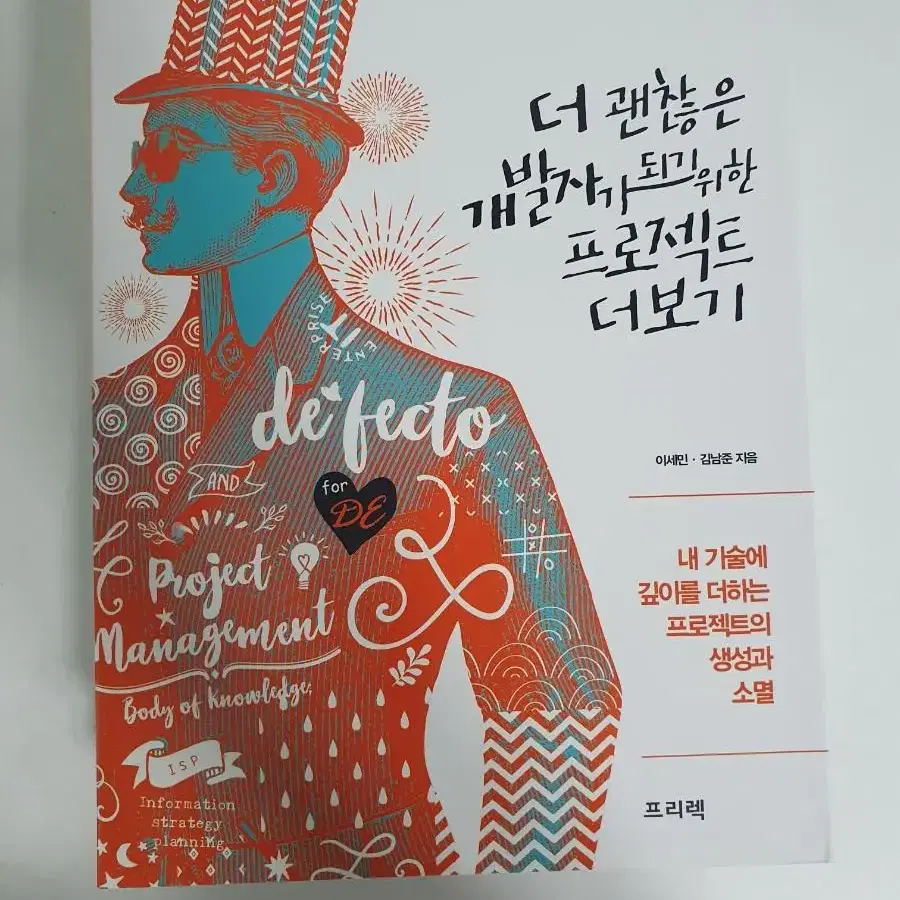 더 괜찮은
개발자가 되기 위한
프로젝트
더보기
이세민 · 김남준 지음
내 기술에
깊이를 더하는
프로젝트의
생성과
소멸
프리렉
ENTERPRISE
IT
de fecto
for
DE
AND
Project
Management
Body of Knowledge;
ISP
Information
strategy
planning